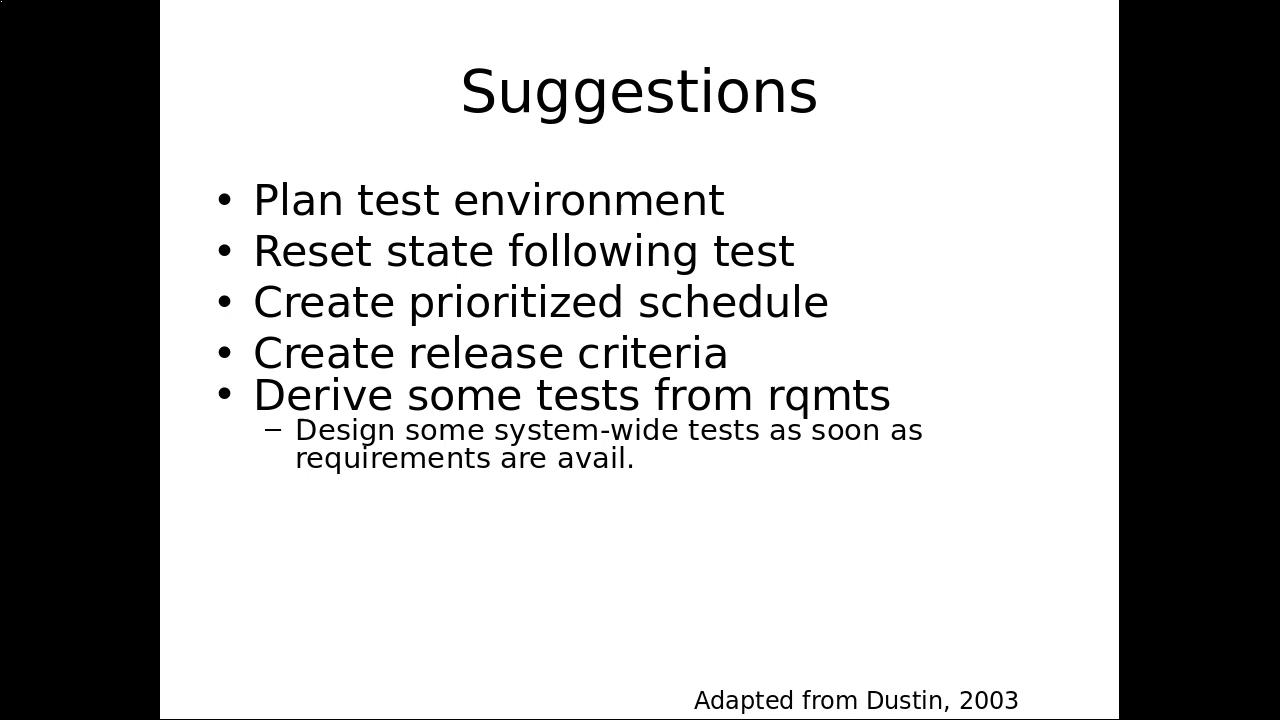 Suggestions
• Plan test environment
• Reset state following test
• Create prioritized schedule
• Create release criteria
• Derive some tests from rqmts
– Design some system-wide tests as soon as
requirements are avail.
Adapted from Dustin, 2003